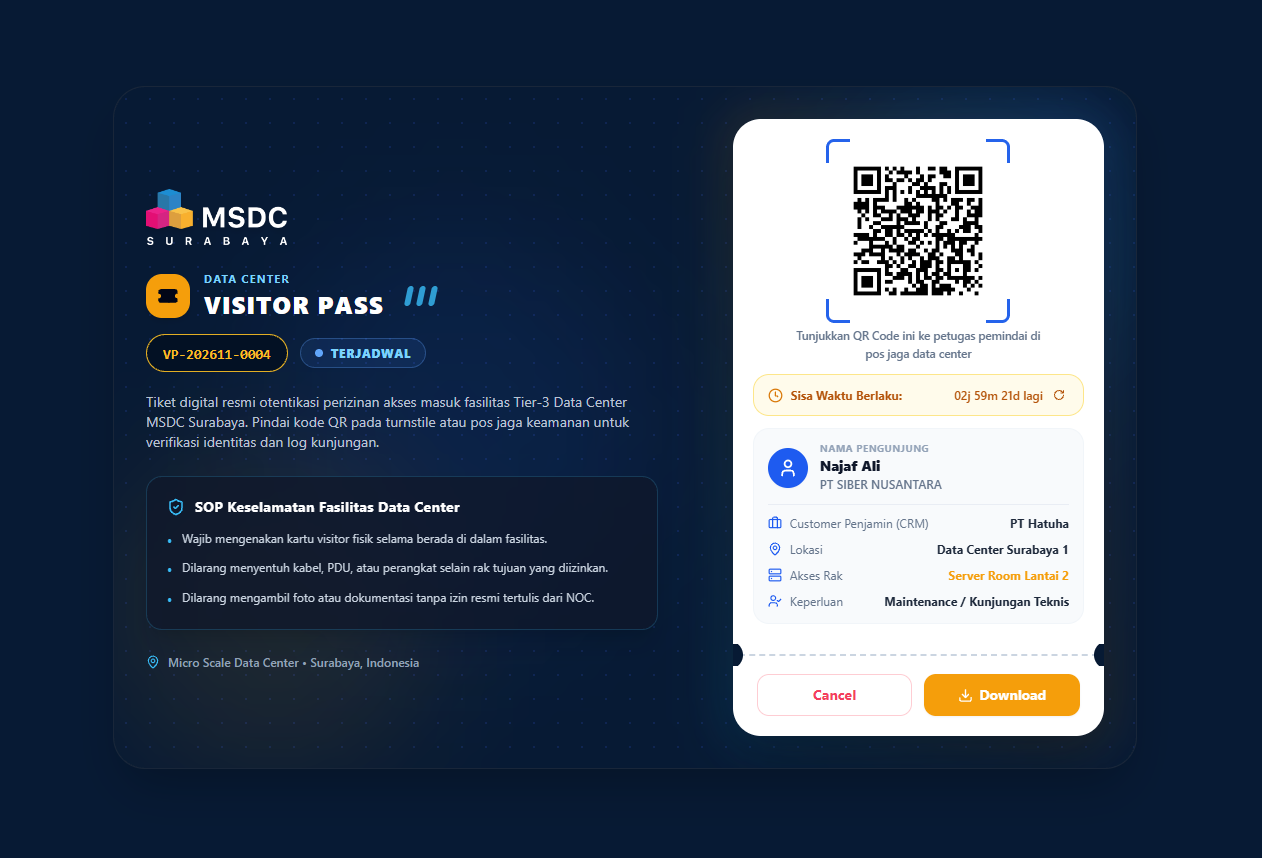 MSDC
SURABAYA
DATA CENTER
VISITOR PASS
VP-202611-0004
TERJADWAL
Tiket digital resmi otentikasi perizinan akses masuk fasilitas Tier-3 Data Center
MSDC Surabaya. Pindai kode QR pada turnstile atau pos jaga keamanan untuk
verifikasi identitas dan log kunjungan.
SOP Keselamatan Fasilitas Data Center
• Wajib mengenakan kartu visitor fisik selama berada di dalam fasilitas.
• Dilarang menyentuh kabel, PDU, atau perangkat selain rak tujuan yang diizinkan.
• Dilarang mengambil foto atau dokumentasi tanpa izin resmi tertulis dari NOC.
Micro Scale Data Center • Surabaya, Indonesia
Tunjukkan QR Code ini ke petugas pemindai di
pos jaga data center
Sisa Waktu Berlaku: 02j 59m 21d lagi
NAMA PENGUNJUNG
Najaf Ali
PT SIBER NUSANTARA
Customer Penjamin (CRM) PT Hatuha
Lokasi Data Center Surabaya 1
Akses Rak Server Room Lantai 2
Keperluan Maintenance / Kunjungan Teknis
Cancel Download